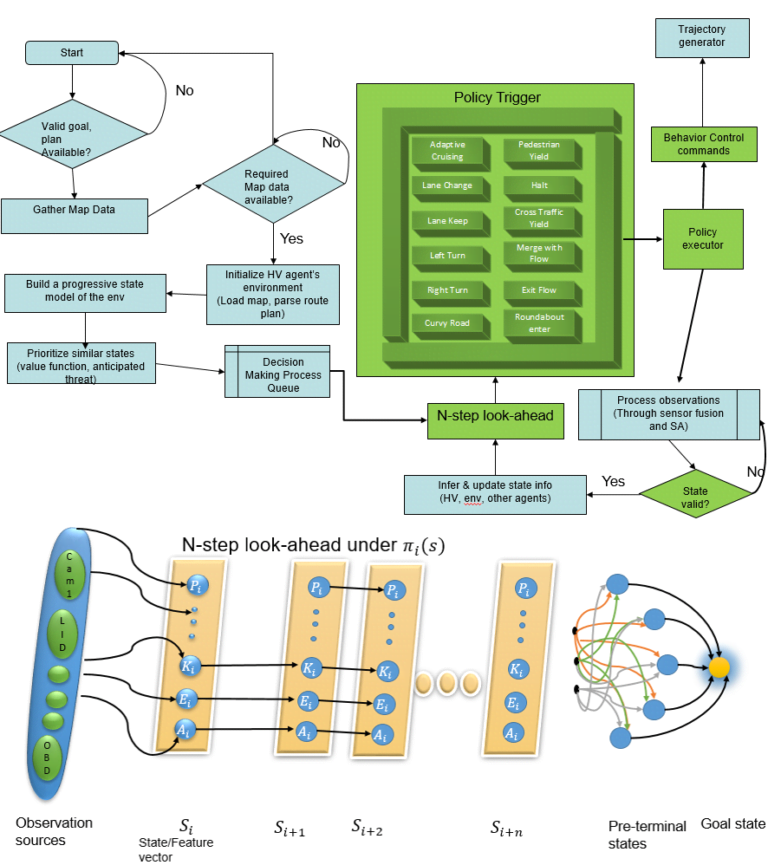 Start
No
Valid goal,
plan
Available?
Gather Map Data
Required
Map data
available?
No
Yes
Initialize HV agent's
environment
(Load map, parse route
plan)
Build a progressive state
model of the env
Prioritize similar states
(value function, anticipated
threat)
Decision
Making Process
Queue
Policy Trigger
Adaptive
Cruising
Pedestrian
Yield
Lane Change
Halt
Lane Keep
Cross Traffic
Yield
Left Turn
Merge with
Flow
Right Turn
Exit Flow
Curvy Road
Roundabout
enter
Trajectory
generator
Behavior Control
commands
Policy
executor
N-step look-ahead
Process observations
(Through sensor fusion
and SA)
State
valid?
No
Yes
Infer & update state info
(HV, env, other agents)
N-step look-ahead under π_i(s)
Cam1
LID
OBD
P_i
K_i
E_i
A_i
P_i
K_i
E_i
A_i
P_i
K_i
E_i
A_i
P_i
K_i
E_i
A_i
Observation
sources
S_i
State/Feature
vector
S_{i+1}
S_{i+2}
S_{i+n}
Pre-terminal
states
Goal state